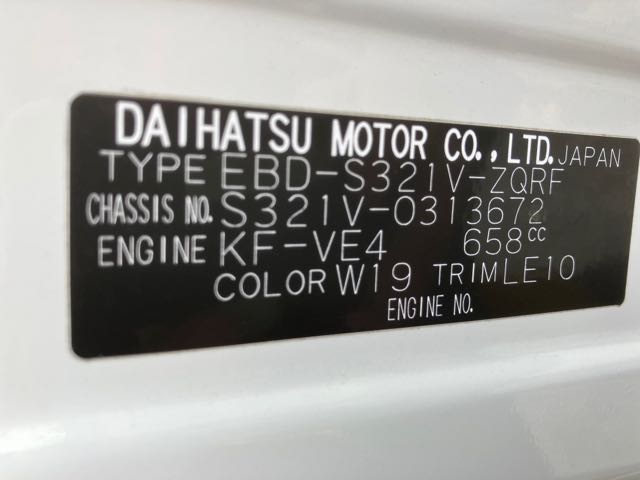 DAIHATSU MOTOR CO., LTD. JAPAN
TYPE EBD-S321V-ZQRF
CHASSIS NO. S321V-0313672
ENGINE KF-VE4 658cc
COLOR W19 TRIM LE10
ENGINE NO.